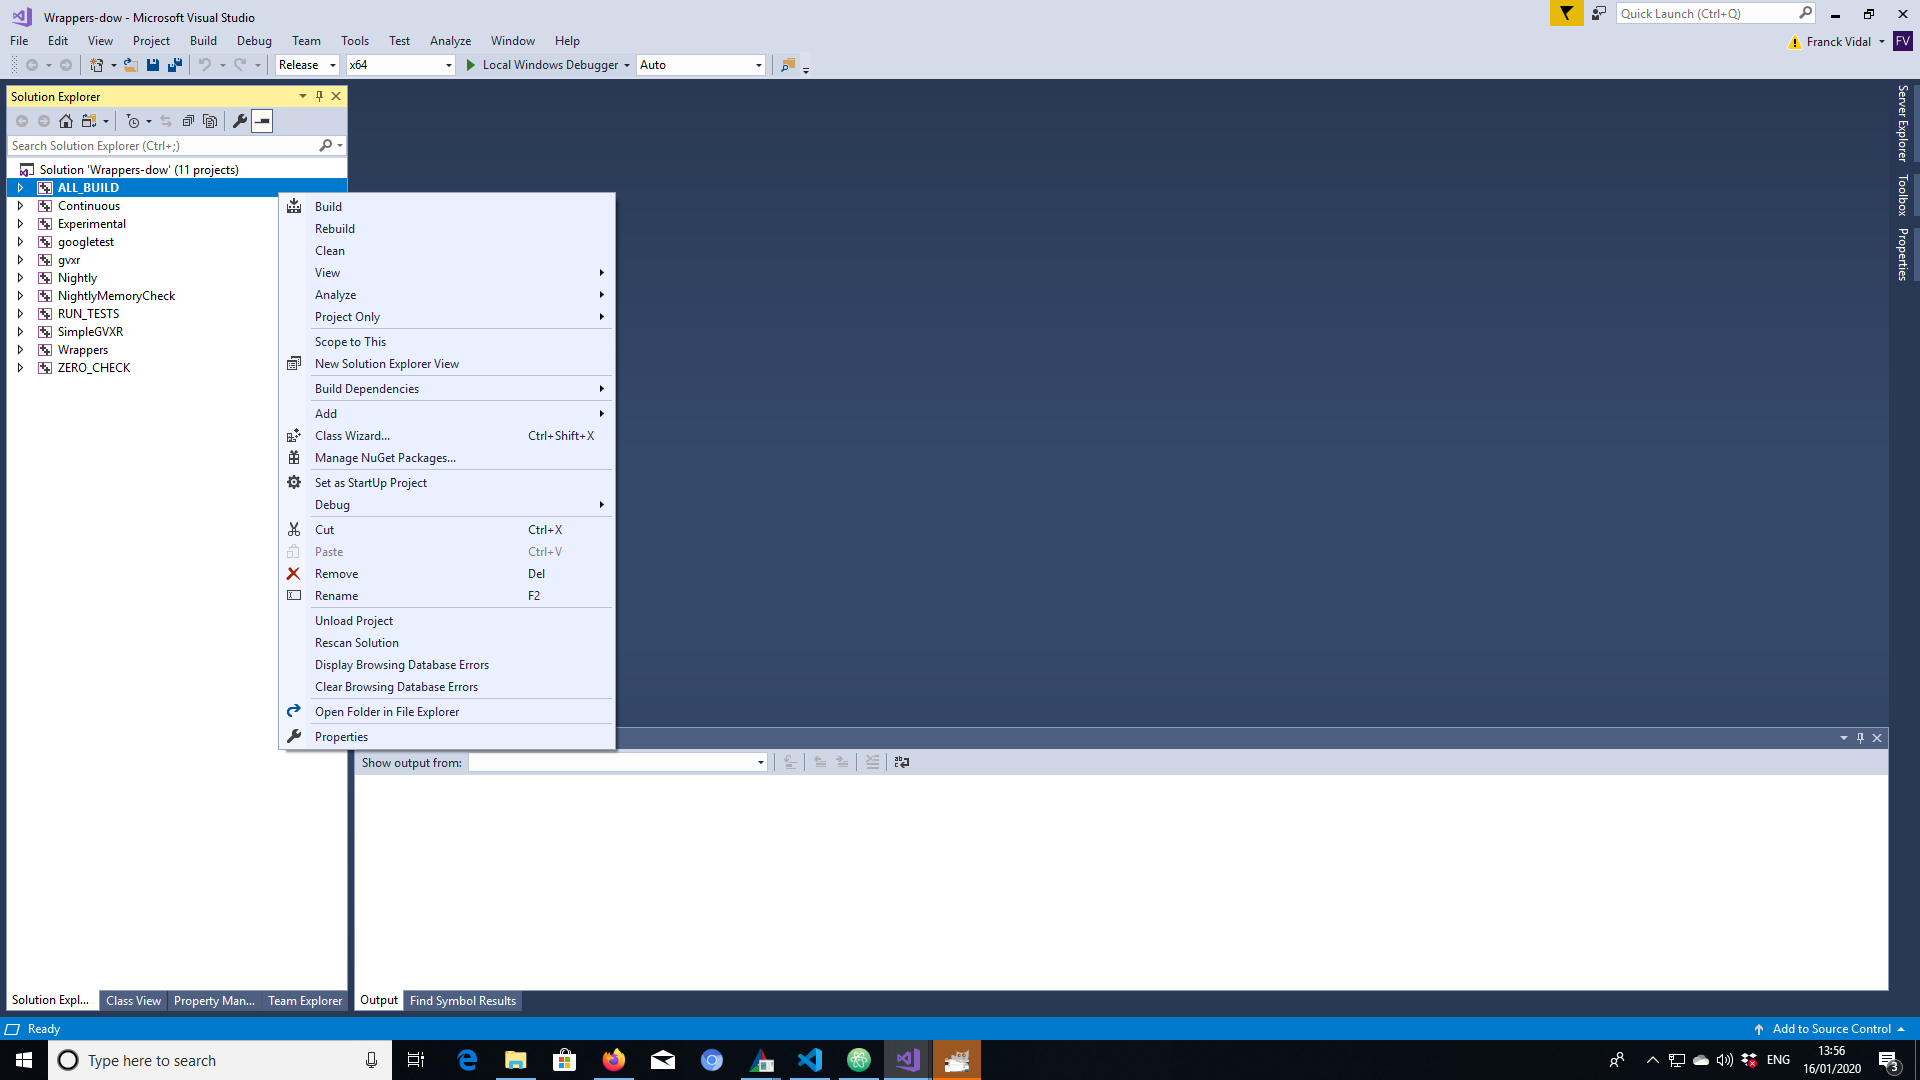 Wrappers-dow - Microsoft Visual Studio
Quick Launch (Ctrl+Q)
File Edit View Project Build Debug Team Tools Test Analyze Window Help
Franck Vidal FV
Release x64 Local Windows Debugger Auto
Solution Explorer
Search Solution Explorer (Ctrl+;)
Solution 'Wrappers-dow' (11 projects)
ALL_BUILD
Continuous
Experimental
googletest
gvxr
Nightly
NightlyMemoryCheck
RUN_TESTS
SimpleGVXR
Wrappers
ZERO_CHECK
Build
Rebuild
Clean
View
Analyze
Project Only
Scope to This
New Solution Explorer View
Build Dependencies
Add
Class Wizard... Ctrl+Shift+X
Manage NuGet Packages...
Set as StartUp Project
Debug
Cut Ctrl+X
Paste Ctrl+V
Remove Del
Rename F2
Unload Project
Rescan Solution
Display Browsing Database Errors
Clear Browsing Database Errors
Open Folder in File Explorer
Properties
Server Explorer
Toolbox
Properties
Show output from:
Solution Expl... Class View Property Man... Team Explorer
Output Find Symbol Results
Ready
Add to Source Control
Type here to search
ENG
13:56
16/01/2020
3